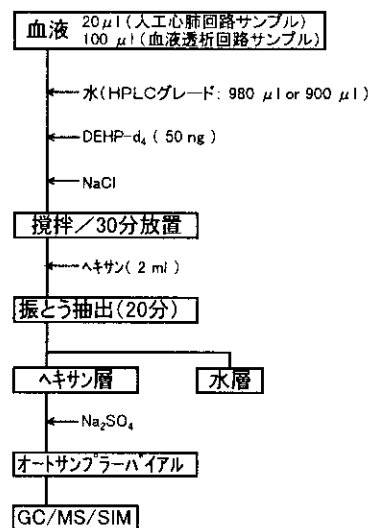 血液 20μl(人工心肺回路サンプル)
100 μl(血液透析回路サンプル)
水(HPLCグレード: 980 μl or 900 μl)
DEHP-d₄ ( 50 ng )
NaCl
撹拌/30分放置
ヘキサン( 2 ml )
振とう抽出(20分)
ヘキサン層 水層
Na₂SO₄
オートサンプラーバイアル
GC/MS/SIM